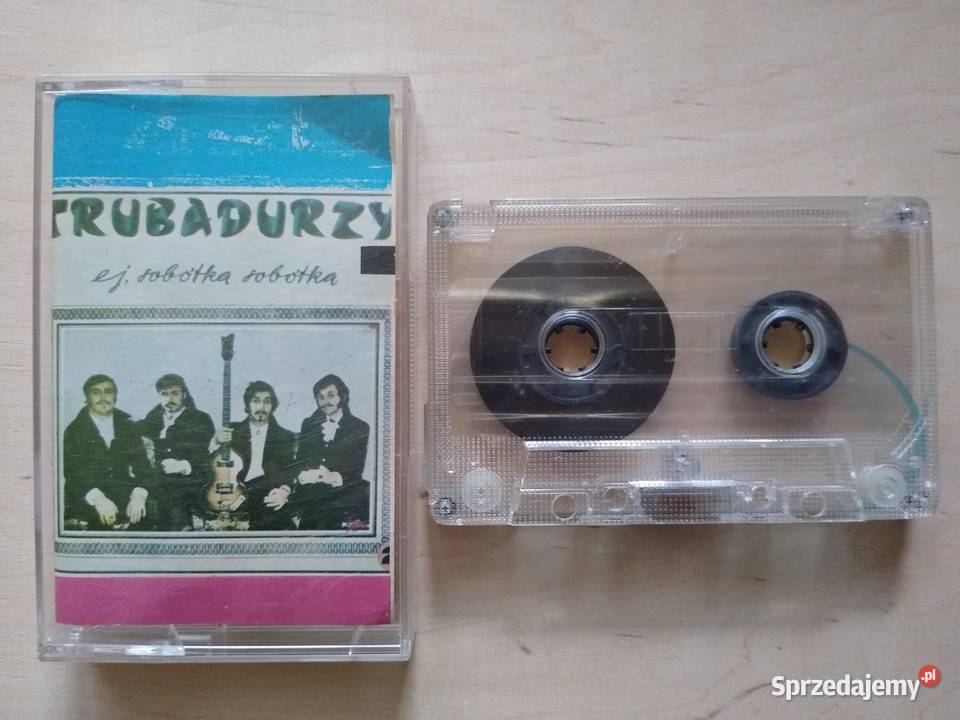 TRUBADURZY
ej, sobótka sobótka
Sprzedajemy.pl